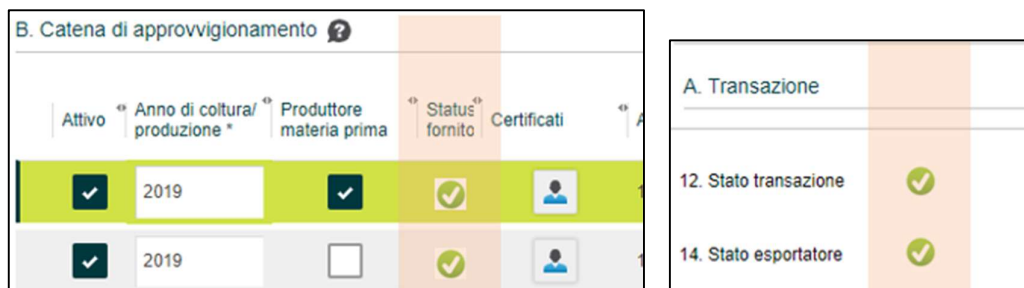 B. Catena di approvvigionamento ?
Attivo
Anno di coltura/
produzione *
Produttore
materia prima
Status
fornito
Certificati
2019
2019
A. Transazione
12. Stato transazione
14. Stato esportatore